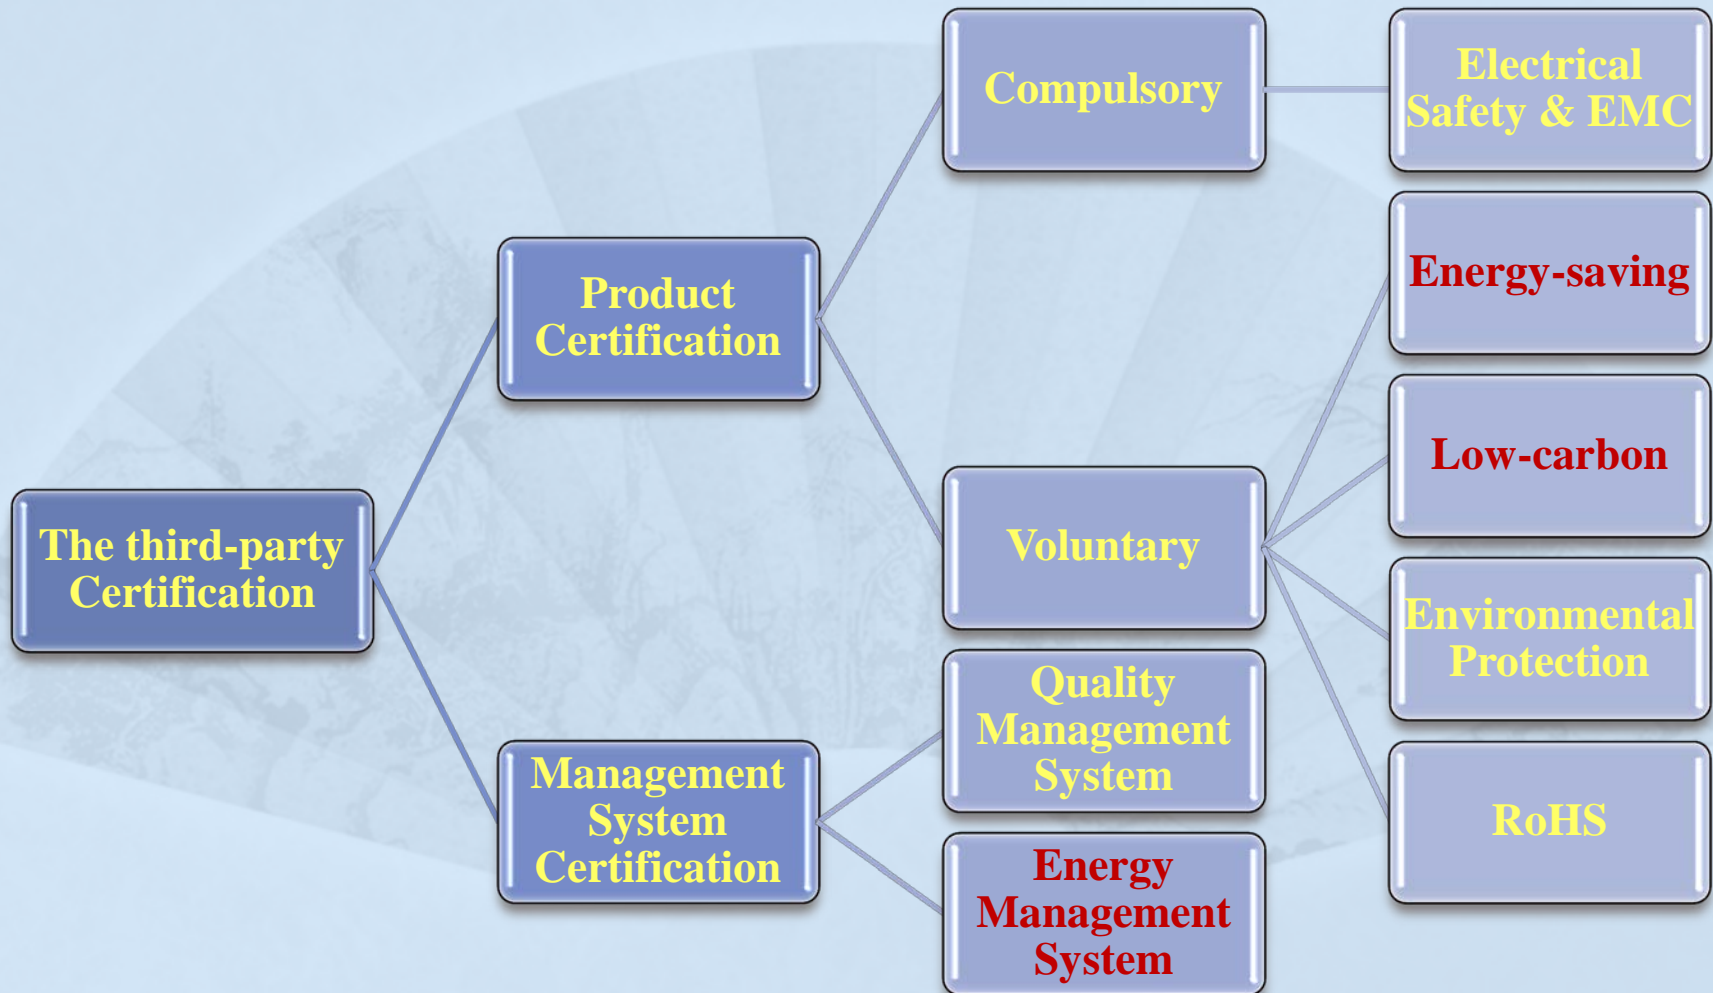 The third-party
Certification
Product
Certification
Management
System
Certification
Compulsory
Voluntary
Quality
Management
System
Energy
Management
System
Electrical
Safety & EMC
Energy-saving
Low-carbon
Environmental
Protection
RoHS